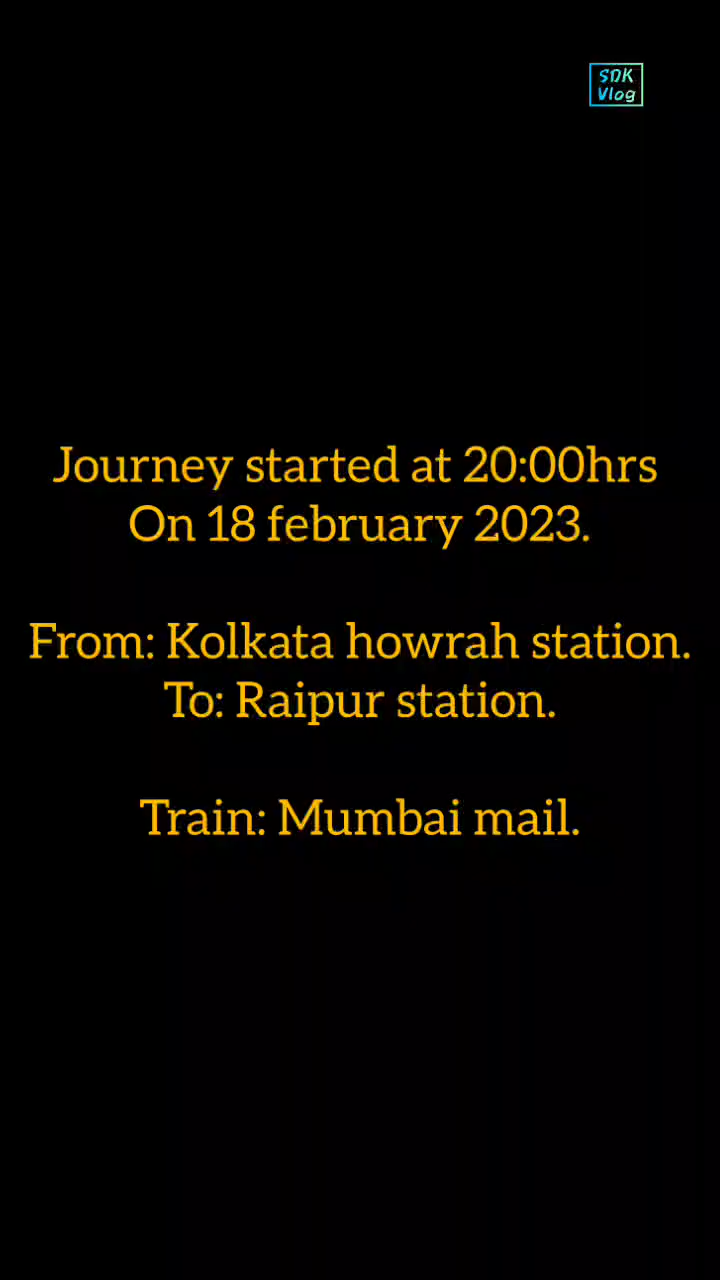 SDK
Vlog
Journey started at 20:00hrs
On 18 february 2023.
From: Kolkata howrah station.
To: Raipur station.
Train: Mumbai mail.